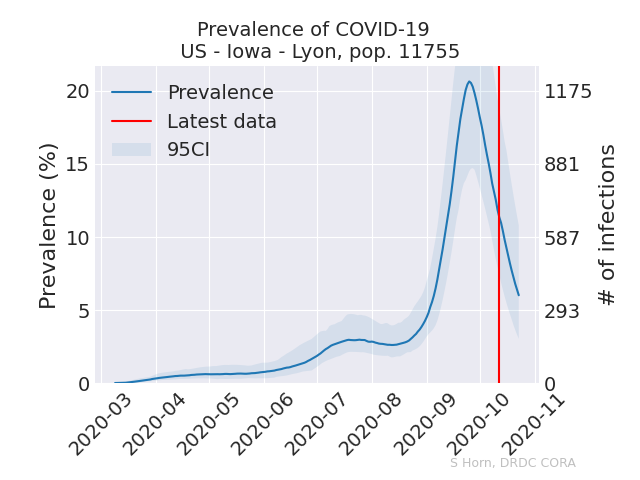 Prevalence of COVID-19
US - Iowa - Lyon, pop. 11755
Prevalence
Latest data
95CI
Prevalence (%)
20
15
10
5
0
1175
881
587
293
0
# of infections
2020-03
2020-04
2020-05
2020-06
2020-07
2020-08
2020-09
2020-10
2020-11
S Horn, DRDC CORA